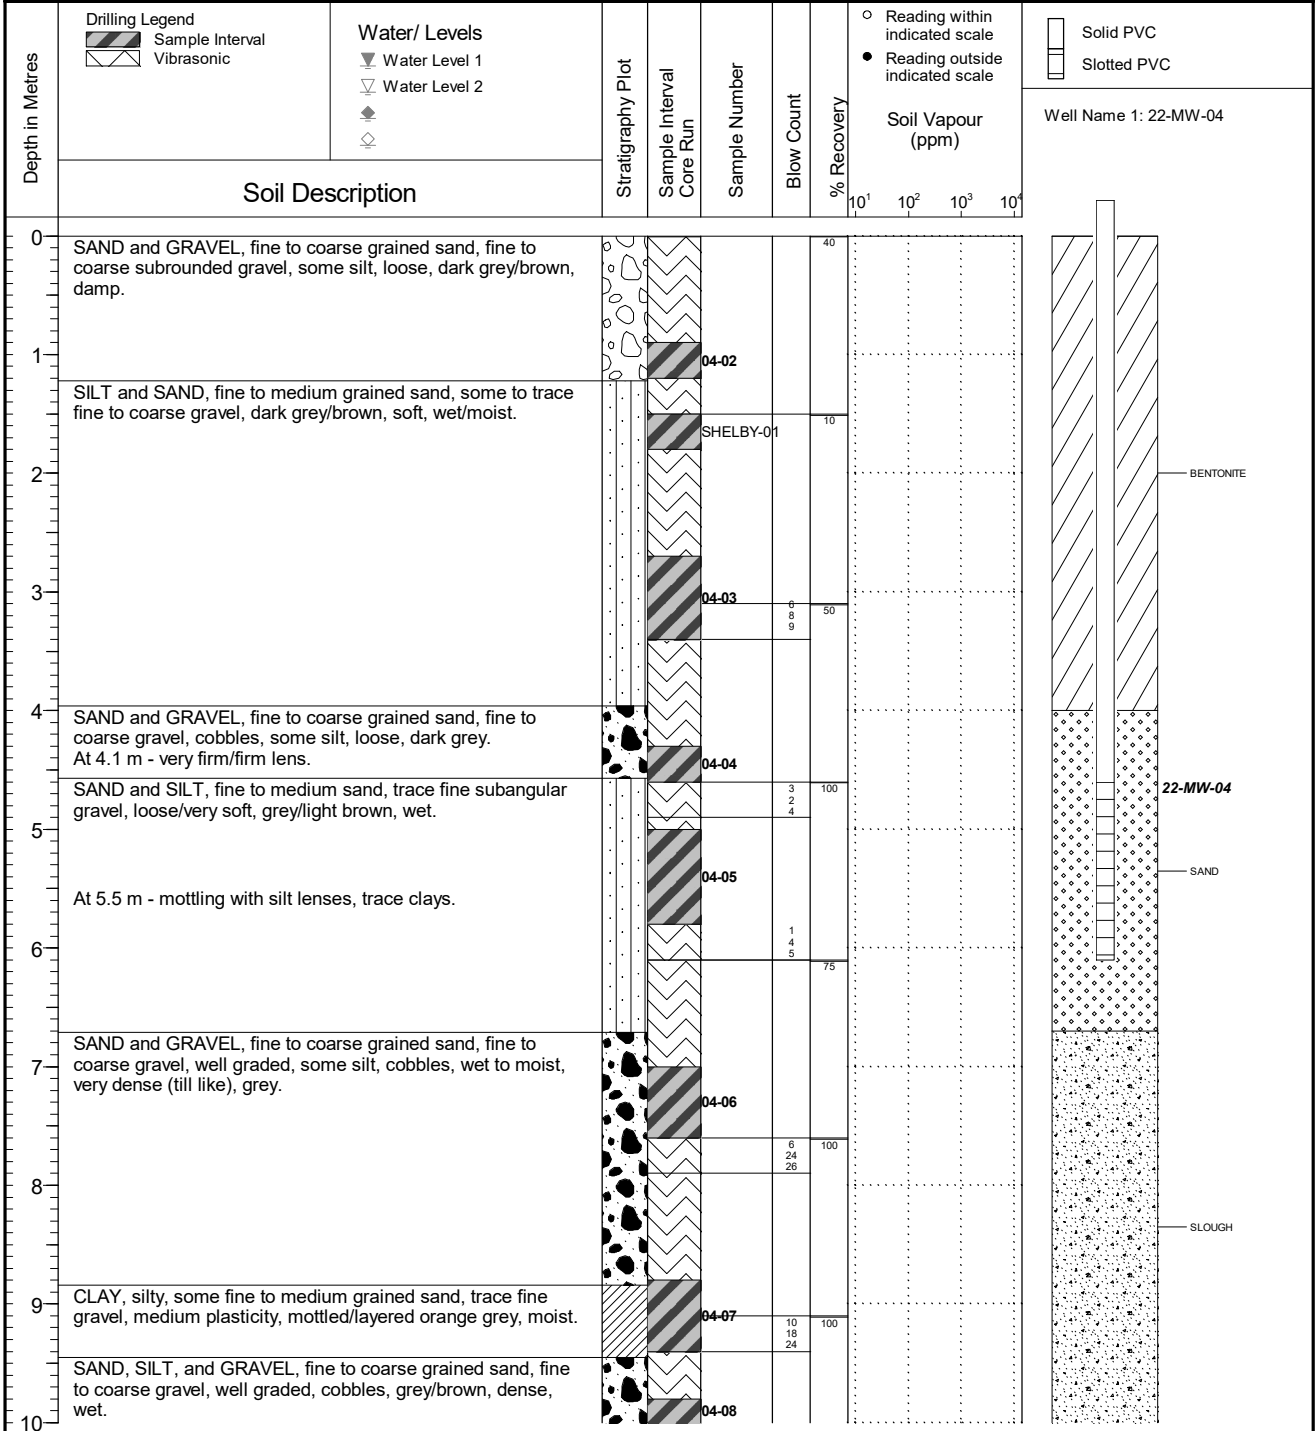 Drilling Legend
Sample Interval
Vibrasonic
Water/ Levels
Water Level 1
Water Level 2
Depth in Metres
Soil Description
Stratigraphy Plot
Sample Interval
Core Run
Sample Number
Blow Count
% Recovery
Reading within
indicated scale
Reading outside
indicated scale
Soil Vapour
(ppm)
10¹ 10² 10³ 10⁴
Solid PVC
Slotted PVC
Well Name 1: 22-MW-04
0
SAND and GRAVEL, fine to coarse grained sand, fine to
coarse subrounded gravel, some silt, loose, dark grey/brown,
damp.
40
1
04-02
SILT and SAND, fine to medium grained sand, some to trace
fine to coarse gravel, dark grey/brown, soft, wet/moist.
SHELBY-01
10
2
BENTONITE
3
04-03
6
8
9
50
4
SAND and GRAVEL, fine to coarse grained sand, fine to
coarse gravel, cobbles, some silt, loose, dark grey.
At 4.1 m - very firm/firm lens.
04-04
SAND and SILT, fine to medium sand, trace fine subangular
gravel, loose/very soft, grey/light brown, wet.
3
2
4
100
22-MW-04
5
At 5.5 m - mottling with silt lenses, trace clays.
04-05
SAND
1
4
5
6
75
SAND and GRAVEL, fine to coarse grained sand, fine to
coarse gravel, well graded, some silt, cobbles, wet to moist,
very dense (till like), grey.
7
04-06
6
24
26
100
8
SLOUGH
CLAY, silty, some fine to medium grained sand, trace fine
gravel, medium plasticity, mottled/layered orange grey, moist.
9
04-07
10
18
24
100
SAND, SILT, and GRAVEL, fine to coarse grained sand, fine
to coarse gravel, well graded, cobbles, grey/brown, dense,
wet.
04-08
10